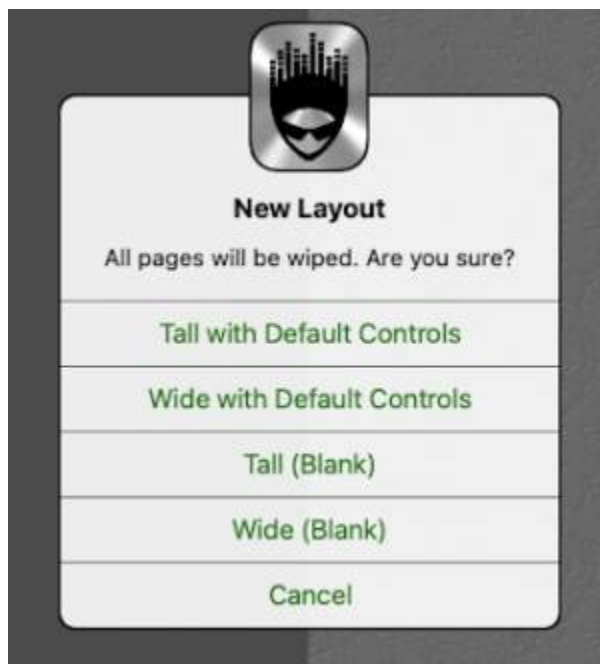 New Layout
All pages will be wiped. Are you sure?
Tall with Default Controls
Wide with Default Controls
Tall (Blank)
Wide (Blank)
Cancel